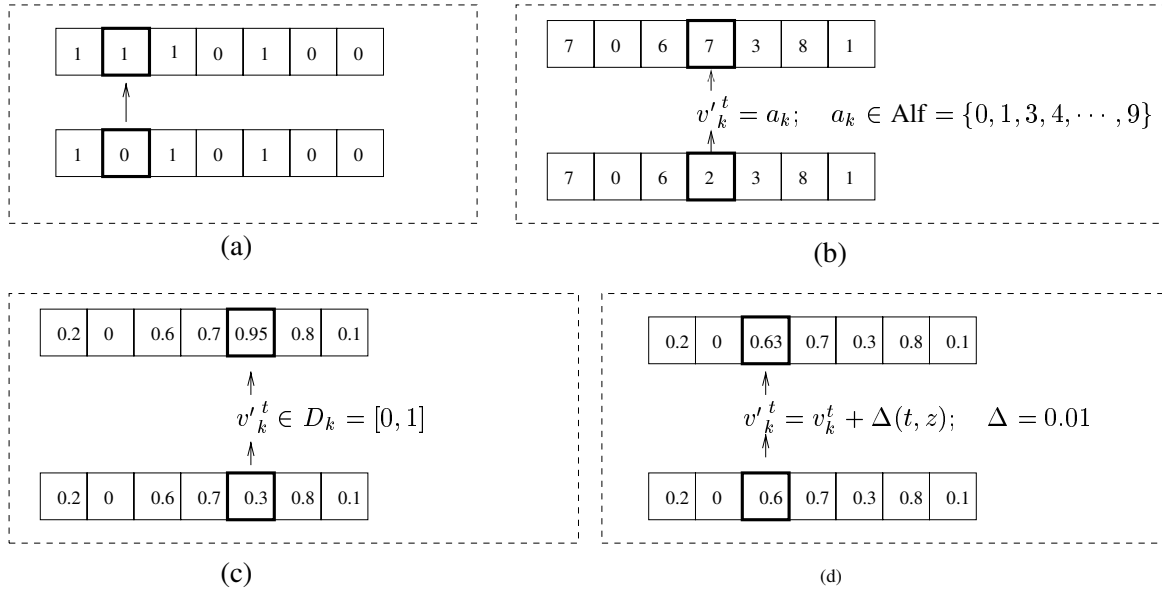 1 1 1 0 1 0 0
1 0 1 0 1 0 0
(a)
7 0 6 7 3 8 1
v'_k^t = a_k; a_k ∈ Alf = {0, 1, 3, 4, ⋯, 9}
7 0 6 2 3 8 1
(b)
0.2 0 0.6 0.7 0.95 0.8 0.1
v'_k^t ∈ D_k = [0, 1]
0.2 0 0.6 0.7 0.3 0.8 0.1
(c)
0.2 0 0.63 0.7 0.3 0.8 0.1
v'_k^t = v_k^t + Δ(t, z); Δ = 0.01
0.2 0 0.6 0.7 0.3 0.8 0.1
(d)